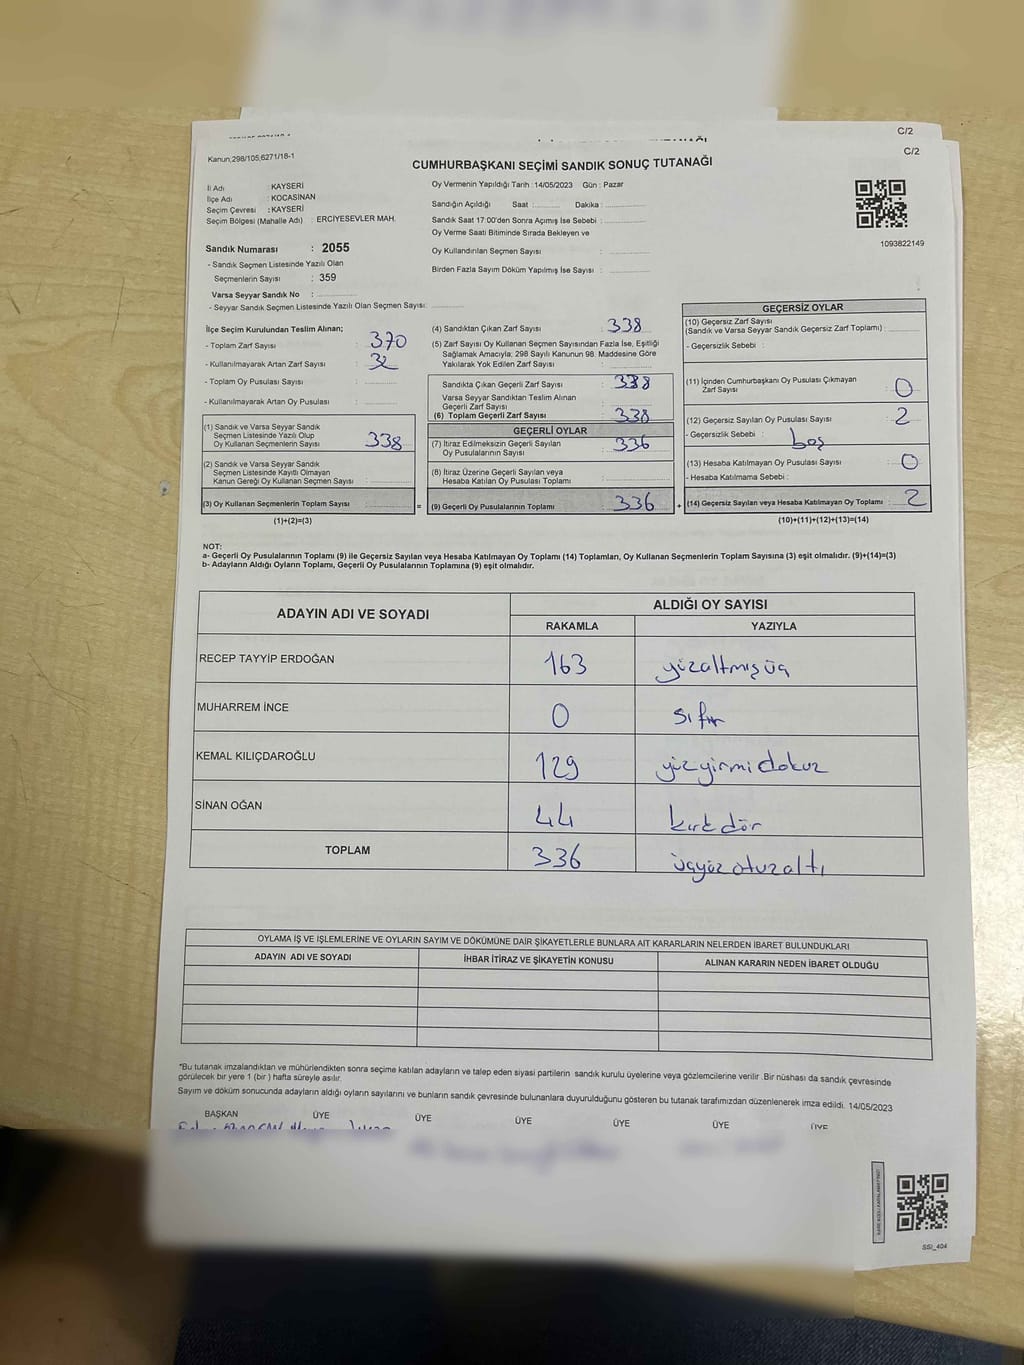 C/2
C/2
Kanun,298/105,6271/18-1
CUMHURBAŞKANI SEÇİMİ SANDIK SONUÇ TUTANAĞI
İl Adı : KAYSERİ
İlçe Adı : KOCASİNAN
Seçim Çevresi : KAYSERİ
Seçim Bölgesi (Mahalle Adı) : ERCİYESEVLER MAH.
Sandık Numarası : 2055
- Sandık Seçmen Listesinde Yazılı Olan
Seçmenlerin Sayısı : 359
Varsa Seyyar Sandık No :
- Seyyar Sandık Seçmen Listesinde Yazılı Olan Seçmen Sayısı:
Oy Vermenin Yapıldığı Tarih : 14/05/2023 Gün : Pazar
Sandığın Açıldığı Saat : Dakika :
Sandık Saat 17:00'den Sonra Açımış İse Sebebi :
Oy Verme Saati Bitiminde Sırada Bekleyen ve
Oy Kullandırılan Seçmen Sayısı :
Birden Fazla Sayım Döküm Yapılmış İse Sayısı :
1093822149
İlçe Seçim Kurulundan Teslim Alınan;
- Toplam Zarf Sayısı : 370
- Kullanılmayarak Artan Zarf Sayısı : 32
- Toplam Oy Pusulası Sayısı :
- Kullanılmayarak Artan Oy Pusulası :
(1) Sandık ve Varsa Seyyar Sandık
Seçmen Listesinde Yazılı Olup
Oy Kullanan Seçmenlerin Sayısı : 338
(2) Sandık ve Varsa Seyyar Sandık
Seçmen Listesinde Kayıtlı Olmayan
Kanun Gereği Oy Kullanan Seçmen Sayısı :
(3) Oy Kullanan Seçmenlerin Toplam Sayısı :
(1)+(2)=(3)
(4) Sandıktan Çıkan Zarf Sayısı : 338
(5) Zarf Sayısı Oy Kullanan Seçmen Sayısından Fazla İse, Eşitliği
Sağlamak Amacıyla; 298 Sayılı Kanunun 98. Maddesine Göre
Yakılarak Yok Edilen Zarf Sayısı :
Sandıkta Çıkan Geçerli Zarf Sayısı : 338
Varsa Seyyar Sandıktan Teslim Alınan
Geçerli Zarf Sayısı :
(6) Toplam Geçerli Zarf Sayısı : 338
GEÇERLİ OYLAR
(7) İtiraz Edilmeksizin Geçerli Sayılan
Oy Pusulalarının Sayısı : 336
(8) İtiraz Üzerine Geçerli Sayılan veya
Hesaba Katılan Oy Pusulası Toplamı :
= (9) Geçerli Oy Pusulalarının Toplamı : 336 +
GEÇERSİZ OYLAR
(10) Geçersiz Zarf Sayısı
(Sandık ve Varsa Seyyar Sandık Geçersiz Zarf Toplamı) :
- Geçersizlik Sebebi :
(11) İçinden Cumhurbaşkanı Oy Pusulası Çıkmayan
Zarf Sayısı : 0
(12) Geçersiz Sayılan Oy Pusulası Sayısı : 2
- Geçersizlik Sebebi : boş
(13) Hesaba Katılmayan Oy Pusulası Sayısı : 0
- Hesaba Katılmama Sebebi :
(14) Geçersiz Sayılan veya Hesaba Katılmayan Oy Toplamı : 2
(10)+(11)+(12)+(13)=(14)
NOT:
a- Geçerli Oy Pusulalarının Toplamı (9) ile Geçersiz Sayılan veya Hesaba Katılmayan Oy Toplamı (14) Toplamları, Oy Kullanan Seçmenlerin Toplam Sayısına (3) eşit olmalıdır. (9)+(14)=(3)
b- Adayların Aldığı Oyların Toplamı, Geçerli Oy Pusulalarının Toplamına (9) eşit olmalıdır.
ADAYIN ADI VE SOYADI ALDIĞI OY SAYISI
RAKAMLA YAZIYLA
RECEP TAYYİP ERDOĞAN 163 yüzaltmışüç
MUHARREM İNCE 0 sıfır
KEMAL KILIÇDAROĞLU 129 yüzyirmi dokuz
SİNAN OĞAN 44 kırk dör
TOPLAM 336 üçyüz otuzaltı
OYLAMA İŞ VE İŞLEMLERİNE VE OYLARIN SAYIM VE DÖKÜMÜNE DAİR ŞİKAYETLERLE BUNLARA AİT KARARLARIN NELERDEN İBARET BULUNDUKLARI
ADAYIN ADI VE SOYADI İHBAR İTİRAZ VE ŞİKAYETİN KONUSU ALINAN KARARIN NEDEN İBARET OLDUĞU
*Bu tutanak imzalandıktan ve mühürlendikten sonra seçime katılan adayların ve talep eden siyasi partilerin sandık kurulu üyelerine veya gözlemcilerine verilir .Bir nüshası da sandık çevresinde
görülecek bir yere 1 (bir ) hafta süreyle asılır.
Sayım ve döküm sonucunda adayların aldığı oyların sayılarını ve bunların sandık çevresinde bulunanlara duyurulduğunu gösteren bu tutanak tarafımızdan düzenlenerek imza edildi. 14/05/2023
BAŞKAN ÜYE ÜYE ÜYE ÜYE ÜYE ÜYE
SSI_404